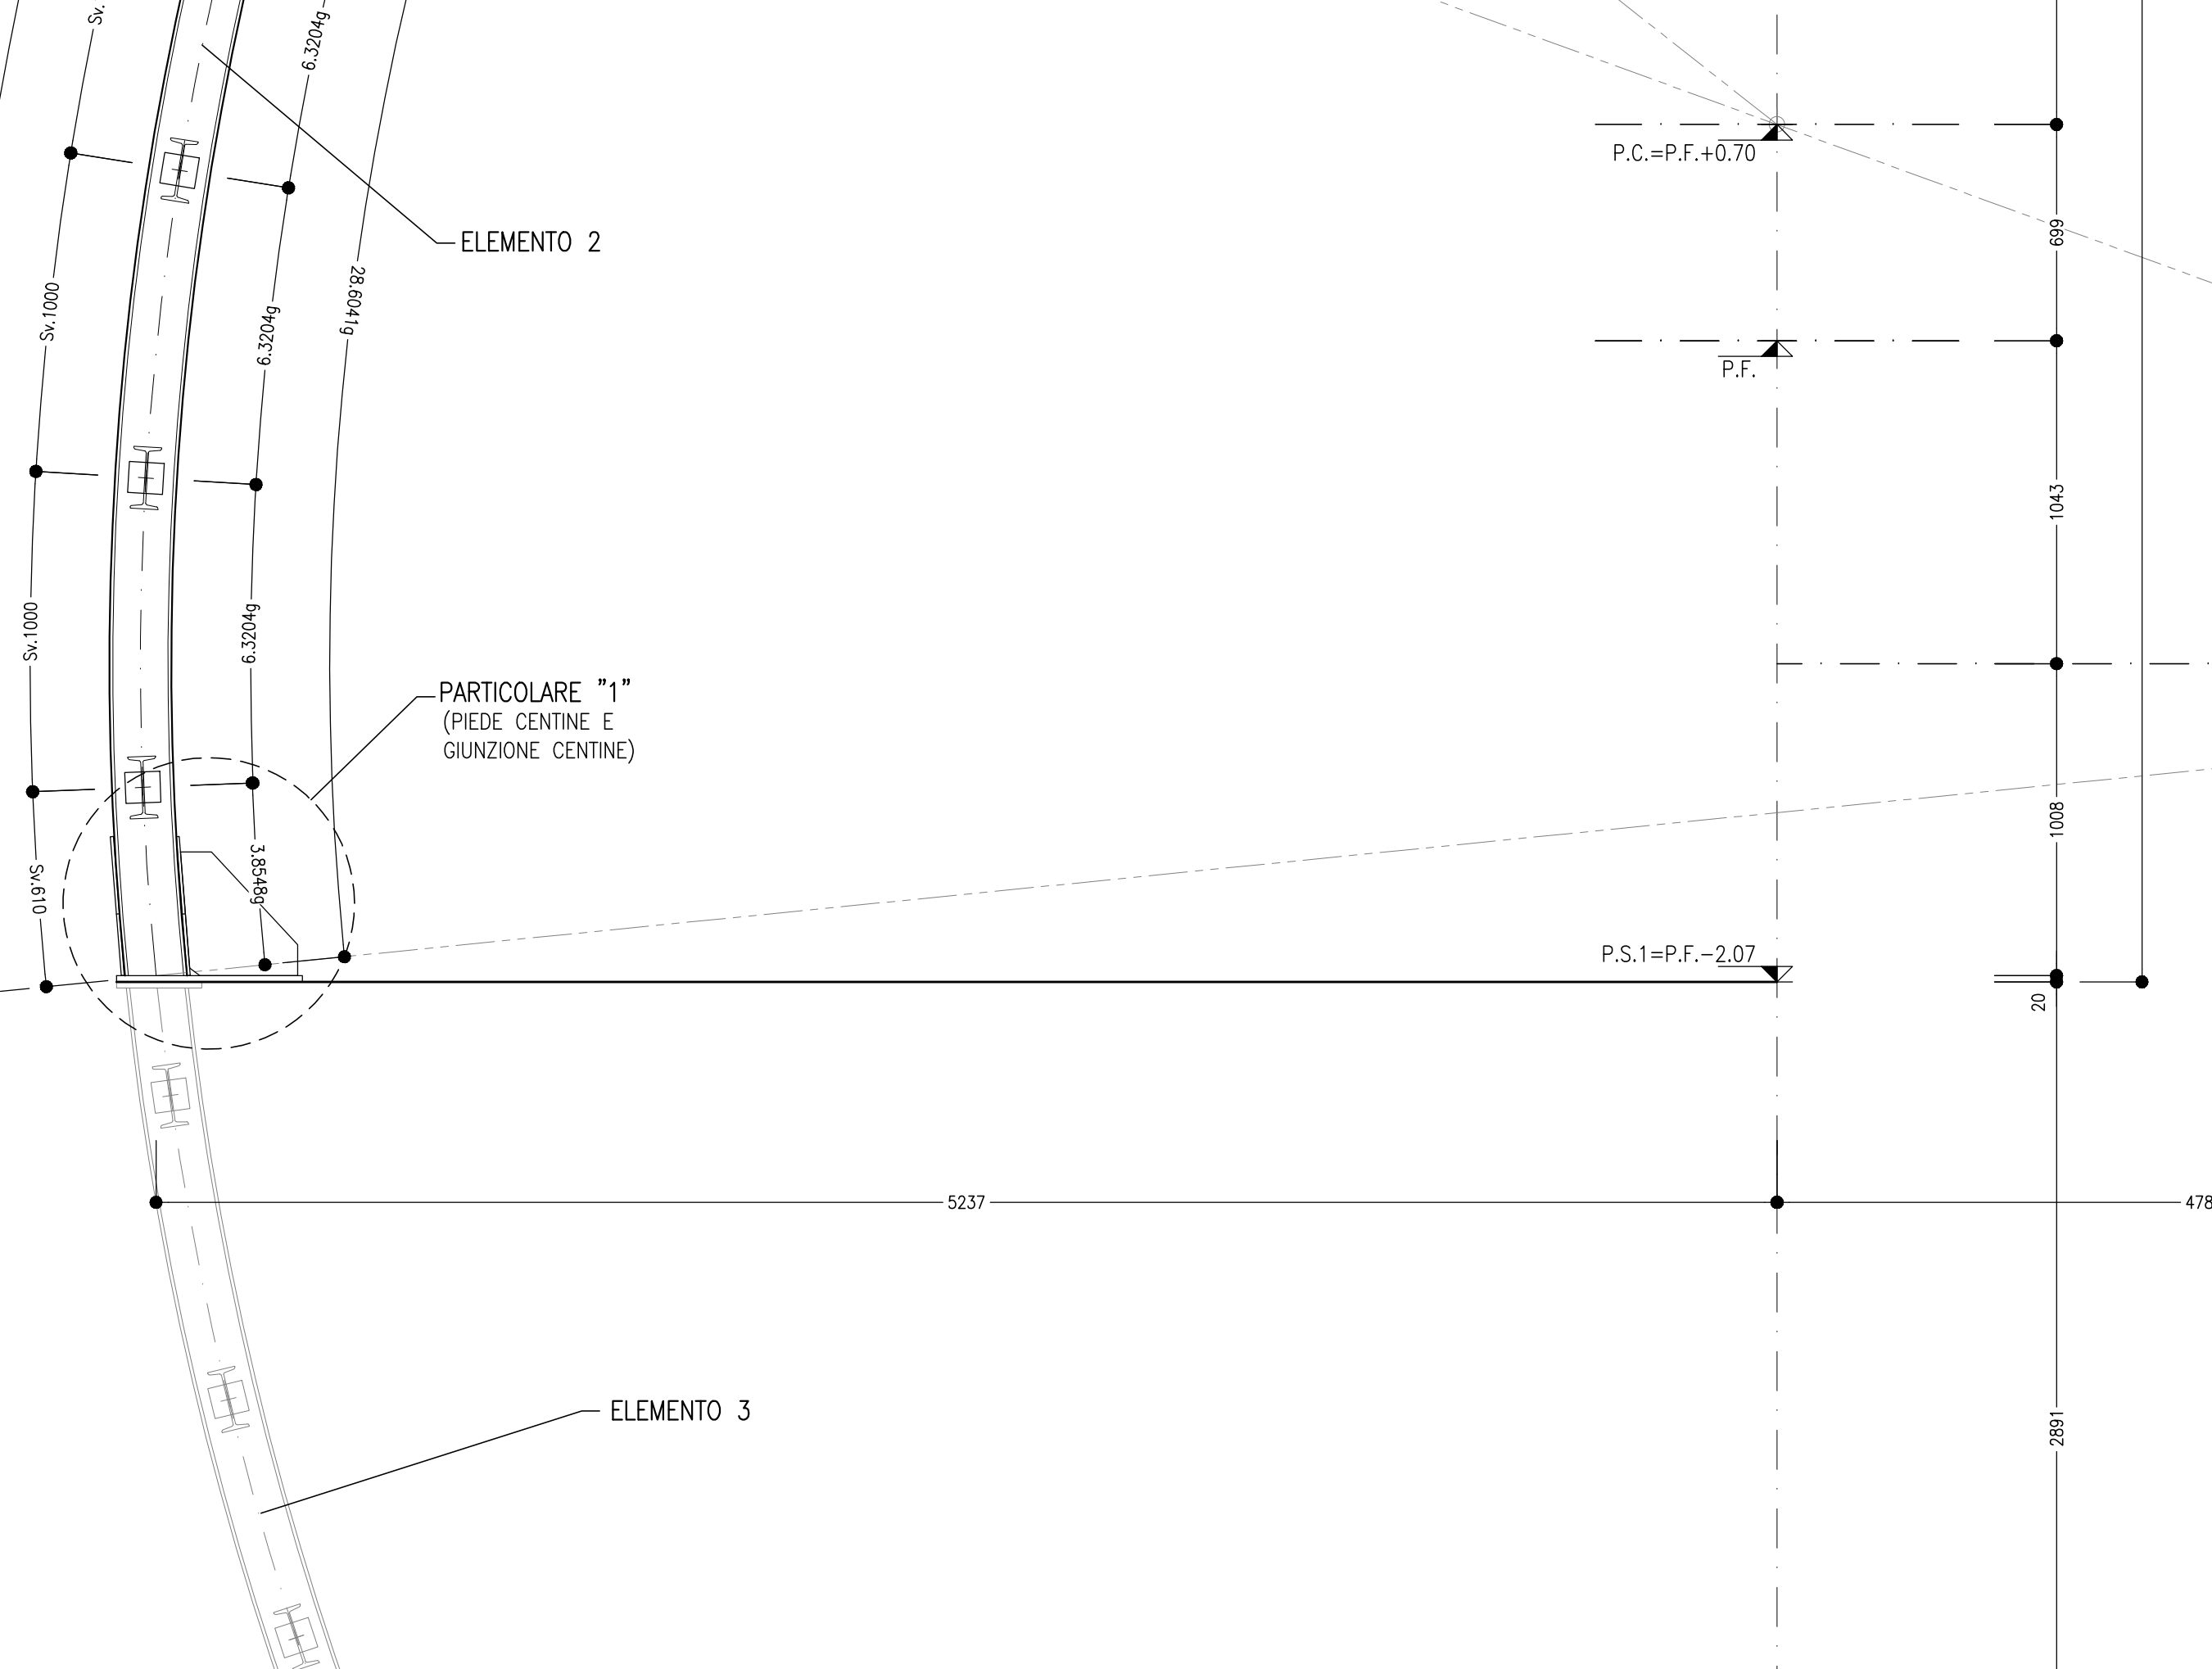 Sv.
6.3204g
P.C.=P.F.+0.70
699
ELEMENTO 2
28.6041g
Sv.1000
6.3204g
P.F.
1043
Sv.1000
6.3204g
PARTICOLARE "1"
(PIEDE CENTINE E
GIUNZIONE CENTINE)
1008
Sv.610
3.8548g
P.S.1=P.F.-2.07
20
5237
478
ELEMENTO 3
2891